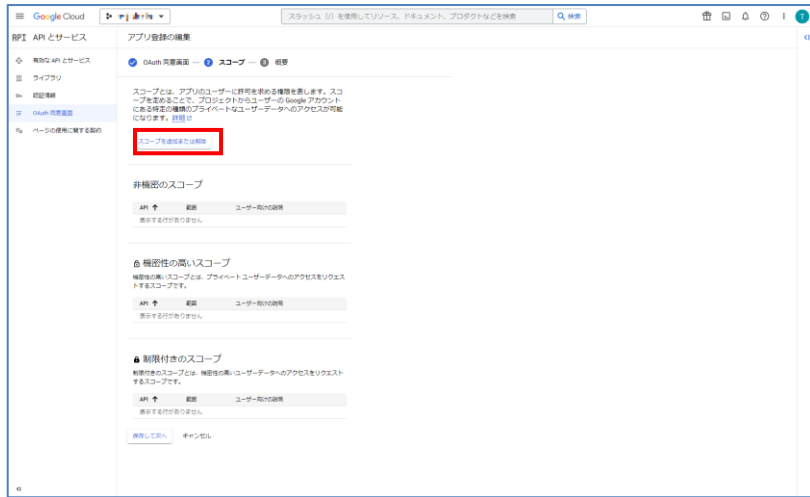 Google Cloud
スラッシュ（/）を使用してリソース、ドキュメント、プロダクトなどを検索
検索
T
API API とサービス
アプリ登録の編集
有効な API とサービス
ライブラリ
認証情報
OAuth 同意画面
ページの使用に関する契約
OAuth 同意画面 — 2 スコープ — 3 概要
スコープとは、アプリのユーザーに許可を求める権限を表します。スコ
ープを定めることで、プロジェクトからユーザーの Google アカウント
にある特定の種類のプライベートなユーザーデータへのアクセスが可能
になります。詳細
スコープを追加または削除
非機密のスコープ
API ↑ 範囲 ユーザー向けの説明
表示する行がありません
機密性の高いスコープ
機密性の高いスコープとは、プライベート ユーザーデータへのアクセスをリクエス
トするスコープです。
API ↑ 範囲 ユーザー向けの説明
表示する行がありません
制限付きのスコープ
制限付きのスコープとは、機密性の高いユーザーデータへのアクセスをリクエスト
するスコープです。
API ↑ 範囲 ユーザー向けの説明
表示する行がありません
保存して次へ キャンセル